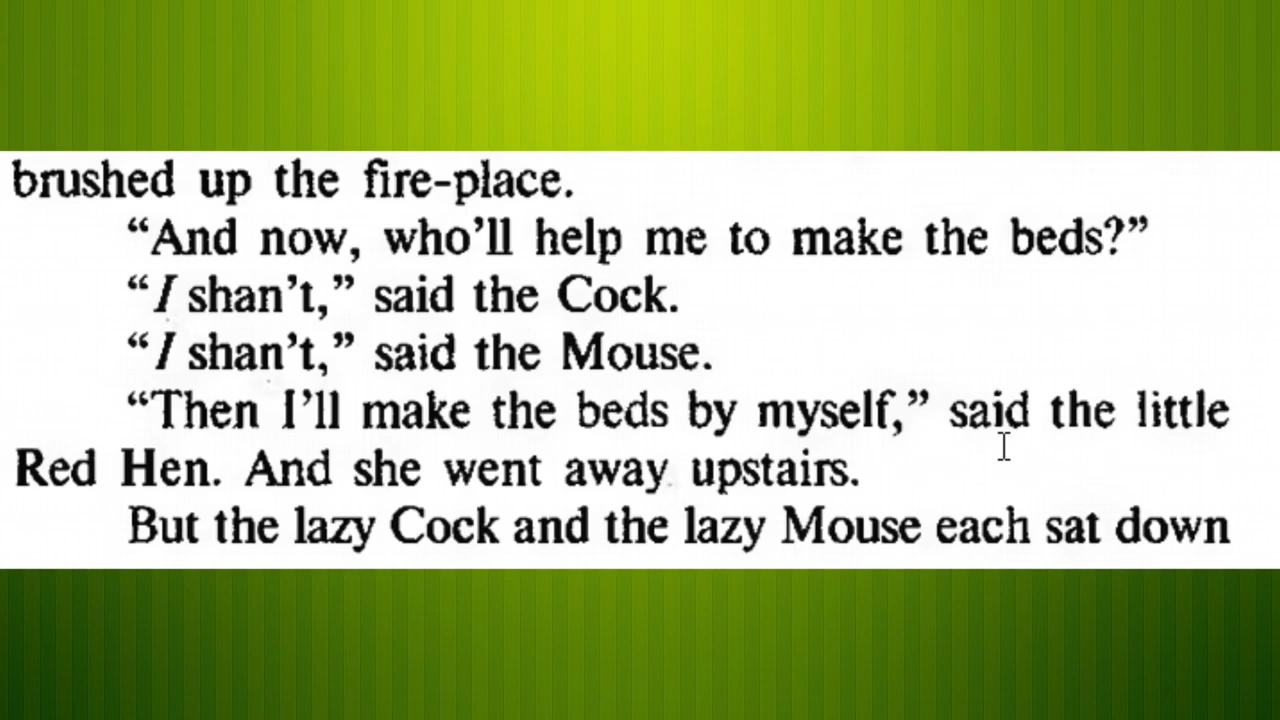 brushed up the fire-place.
“And now, who’ll help me to make the beds?”
“I shan’t,” said the Cock.
“I shan’t,” said the Mouse.
“Then I’ll make the beds by myself,” said the little
Red Hen. And she went away upstairs.
But the lazy Cock and the lazy Mouse each sat down